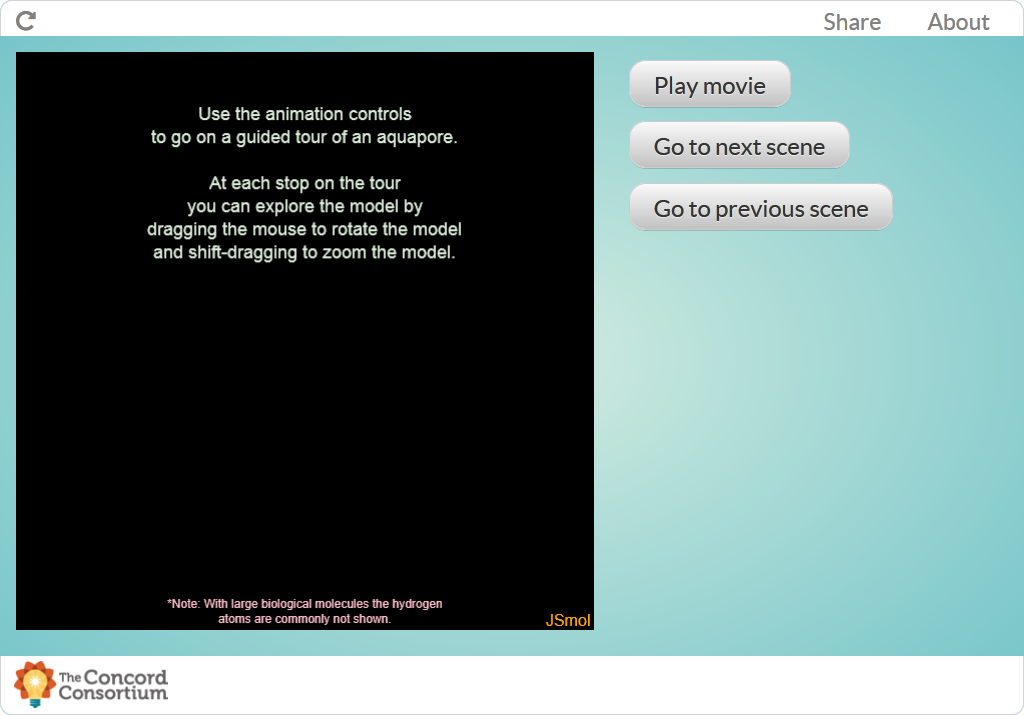 Share
About
Use the animation controls
to go on a guided tour of an aquapore.
At each stop on the tour
you can explore the model by
dragging the mouse to rotate the model
and shift-dragging to zoom the model.
*Note: With large biological molecules the hydrogen
atoms are commonly not shown.
JSmol
Play movie
Go to next scene
Go to previous scene
The Concord
Consortium